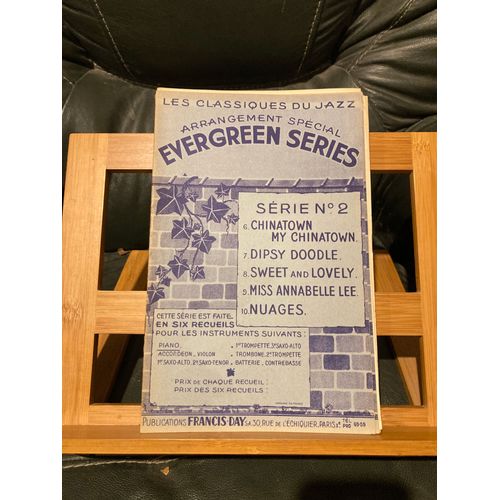 LES CLASSIQUES DU JAZZ
ARRANGEMENT SPÉCIAL
EVERGREEN SERIES
SÉRIE Nº 2
6. CHINATOWN
MY CHINATOWN.
7. DIPSY DOODLE.
8. SWEET AND LOVELY.
9. MISS ANNABELLE LEE.
10. NUAGES.
CETTE SÉRIE EST FAITE
EN SIX RECUEILS
POUR LES INSTRUMENTS SUIVANTS:
PIANO. 1re TROMPETTE, 3e SAXO-ALTO
ACCORDÉON, VIOLON TROMBONE, 2e TROMPETTE
1er SAXO-ALTO, 2e SAXO-TENOR. BATTERIE, CONTREBASSE
PRIX DE CHAQUE RECUEIL:
PRIX DES SIX RECUEILS:
PUBLICATIONS FRANCIS-DAY S.A. 30, RUE DE L'ÉCHIQUIER, PARIS